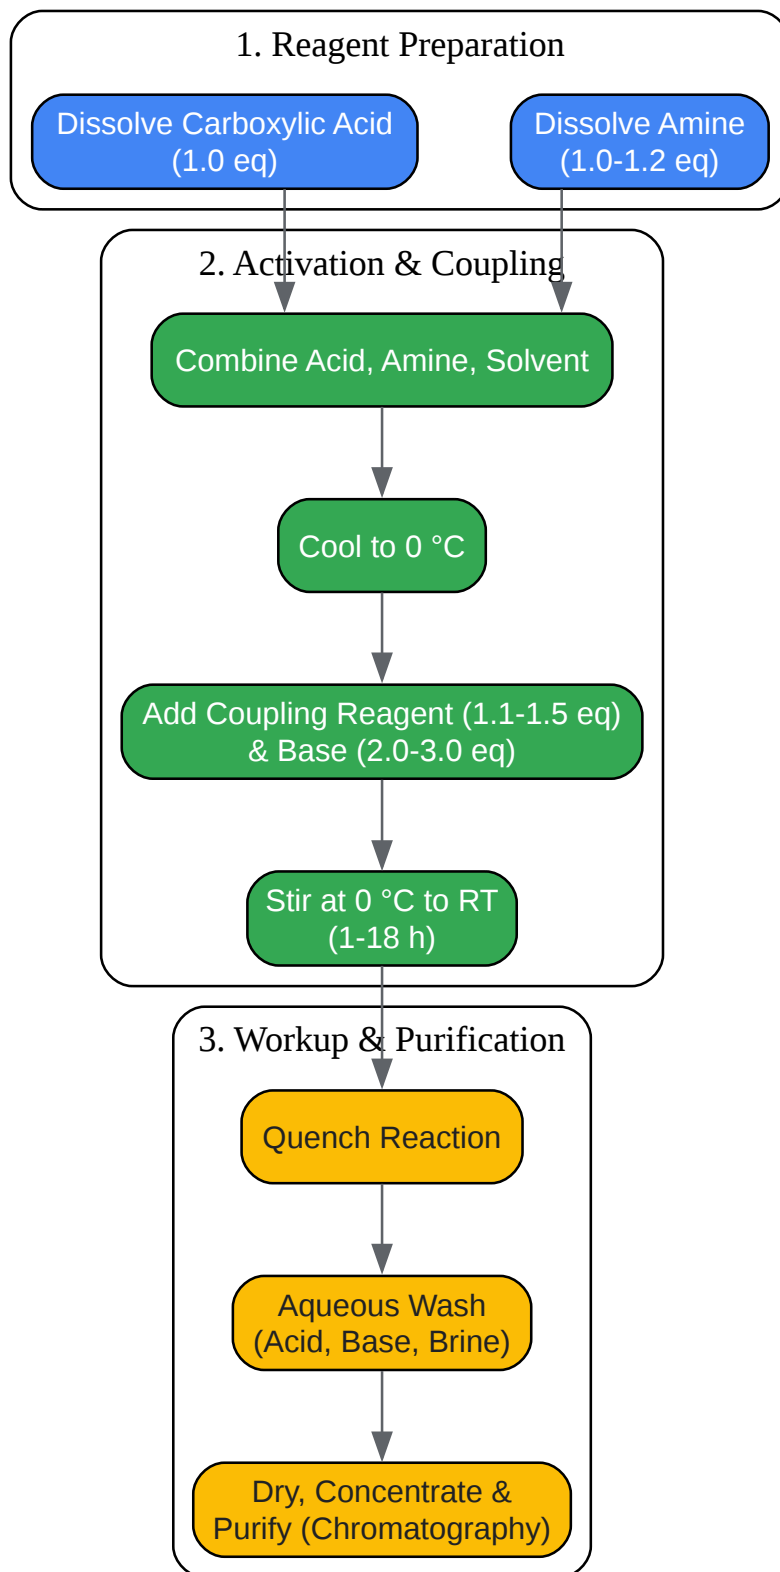 1. Reagent Preparation
Dissolve Carboxylic Acid
(1.0 eq)
Dissolve Amine
(1.0-1.2 eq)
2. Activation & Coupling
Combine Acid, Amine, Solvent
Cool to 0 °C
Add Coupling Reagent (1.1-1.5 eq)
& Base (2.0-3.0 eq)
Stir at 0 °C to RT
(1-18 h)
3. Workup & Purification
Quench Reaction
Aqueous Wash
(Acid, Base, Brine)
Dry, Concentrate &
Purify (Chromatography)